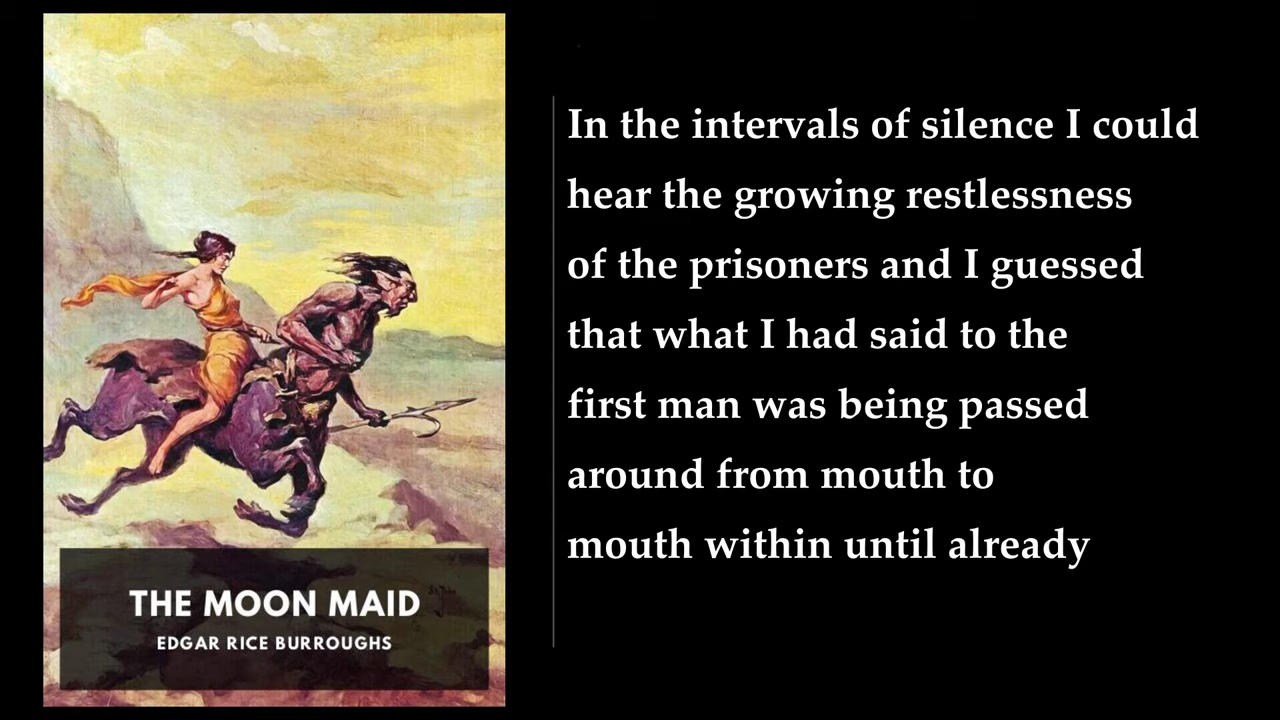 THE MOON MAID
EDGAR RICE BURROUGHS
In the intervals of silence I could
hear the growing restlessness
of the prisoners and I guessed
that what I had said to the
first man was being passed
around from mouth to
mouth within until already